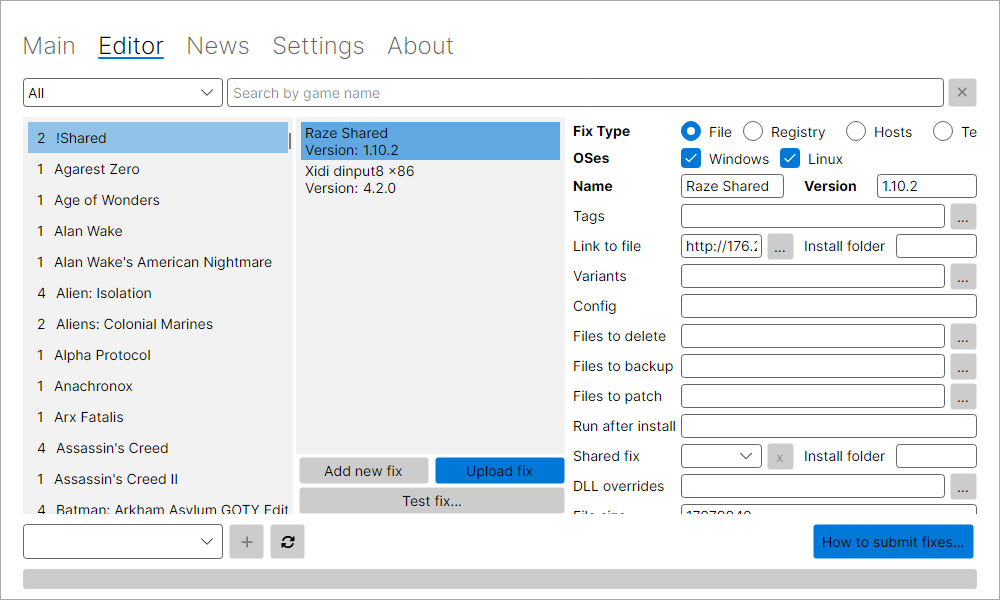 Main Editor News Settings About
All
Search by game name
2 !Shared
1 Agarest Zero
1 Age of Wonders
1 Alan Wake
1 Alan Wake's American Nightmare
4 Alien: Isolation
2 Aliens: Colonial Marines
1 Alpha Protocol
1 Anachronox
1 Arx Fatalis
4 Assassin's Creed
1 Assassin's Creed II
4 Batman: Arkham Asylum GOTY Edit
Raze Shared
Version: 1.10.2
Xidi dinput8 x86
Version: 4.2.0
Add new fix Upload fix
Test fix...
Fix Type File Registry Hosts Te
OSes Windows Linux
Name Raze Shared Version 1.10.2
Tags ...
Link to file http://176.2 ... Install folder
Variants ...
Config
Files to delete ...
Files to backup ...
Files to patch ...
Run after install
Shared fix x Install folder
DLL overrides ...
File size
+
How to submit fixes...